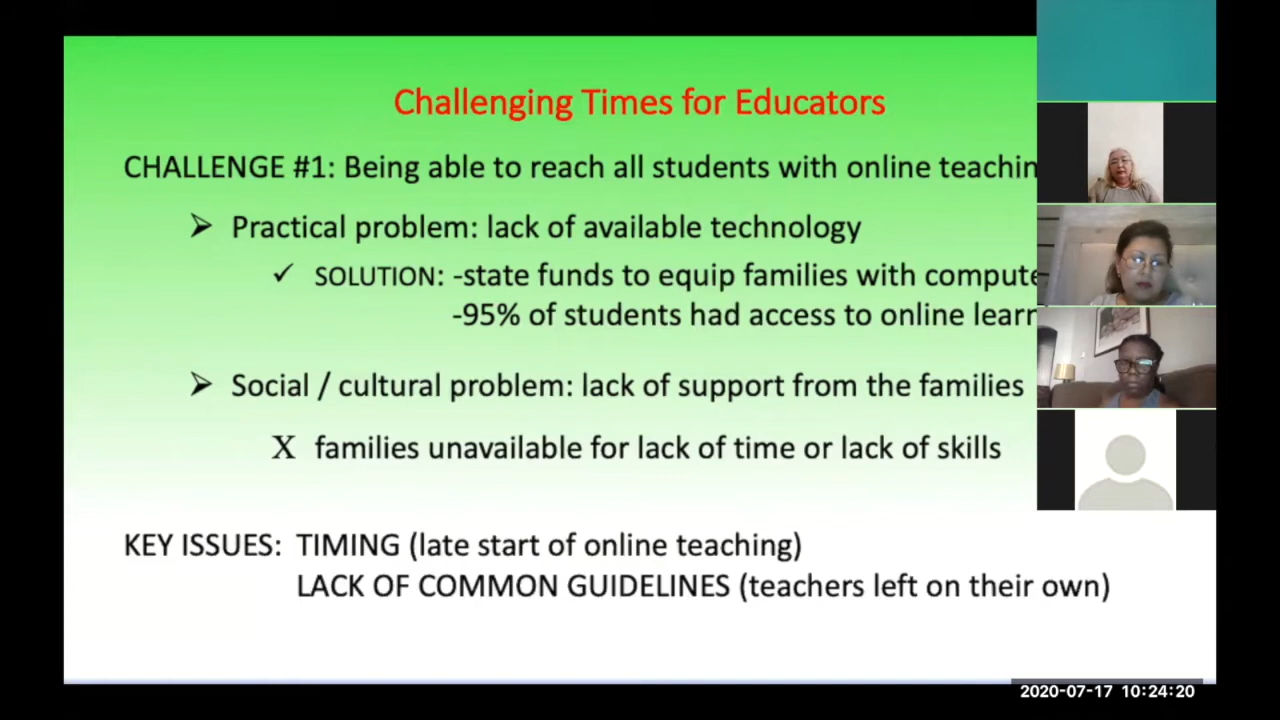 Challenging Times for Educators
CHALLENGE #1: Being able to reach all students with online
➢ Practical problem: lack of available technology
✓ SOLUTION: -state funds to equip families with
-95% of students had access to online
➢ Social / cultural problem: lack of support from the families
X families unavailable for lack of time or lack of skills
KEY ISSUES: TIMING (late start of online teaching)
LACK OF COMMON GUIDELINES (teachers left on their own)
2020-07-17 10:24:20